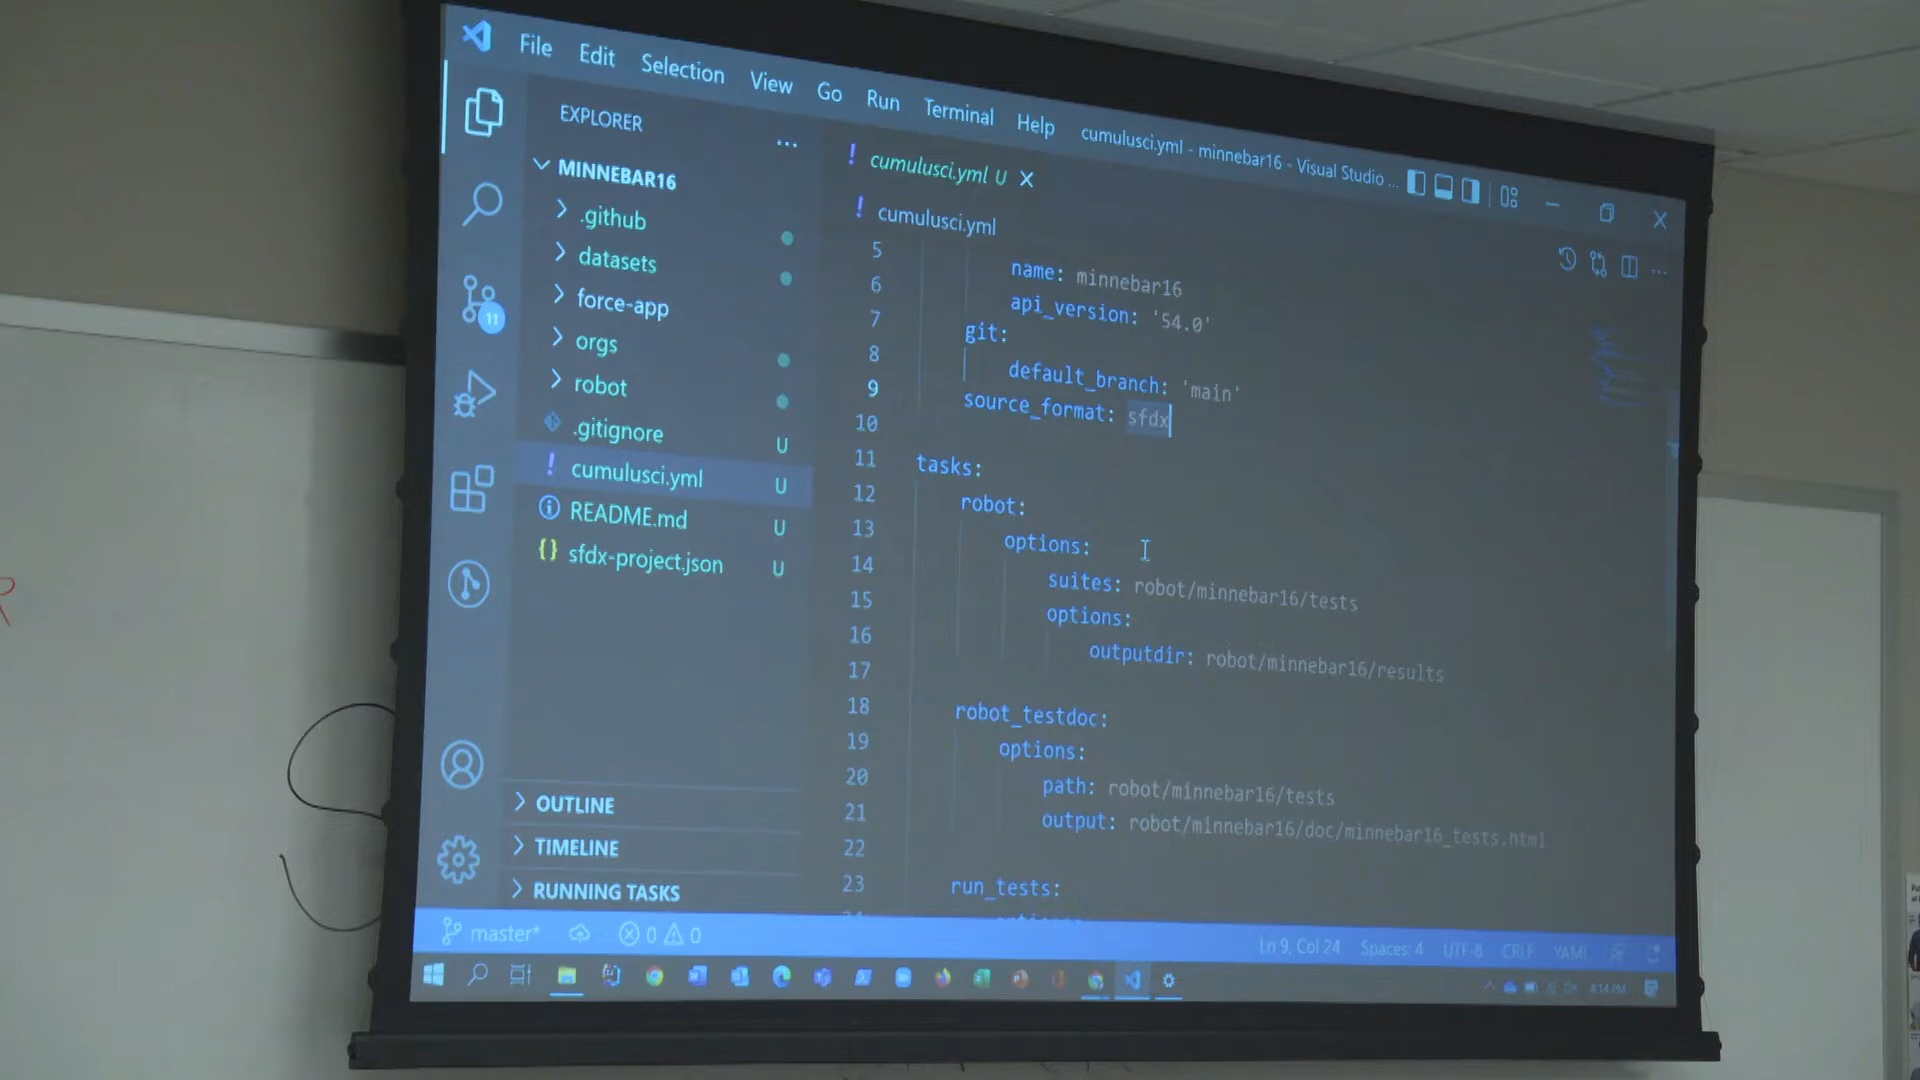 File Edit Selection View Go Run Terminal Help cumulusci.yml - minnebar16 - Visual Studio ...
EXPLORER ...
MINNEBAR16
.github
datasets
force-app
orgs
robot
.gitignore U
cumulusci.yml U
README.md U
sfdx-project.json U
OUTLINE
TIMELINE
RUNNING TASKS
11
! cumulusci.yml U X
! cumulusci.yml
5 name: minnebar16
6 api_version: '54.0'
7 git:
8 default_branch: 'main'
9 source_format: sfdx
10
11 tasks:
12 robot:
13 options:
14 suites: robot/minnebar16/tests
15 options:
16 outputdir: robot/minnebar16/results
17
18 robot_testdoc:
19 options:
20 path: robot/minnebar16/tests
21 output: robot/minnebar16/doc/minnebar16_tests.html
22
23 run_tests:
master* 0 0 Ln 9, Col 24 Spaces: 4 UTF-8 CRLF YAML
8:14 PM